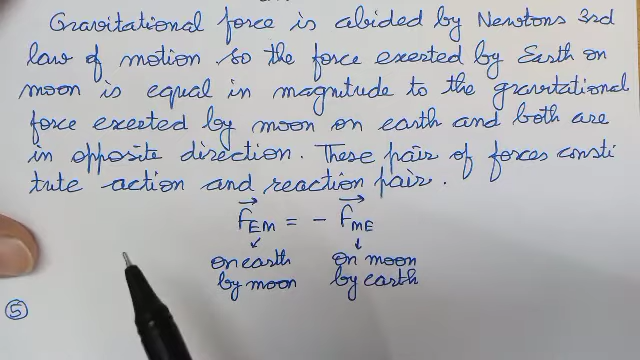 Gravitational force is abided by Newtons 3rd
law of motion so the force exerted by Earth on
moon is equal in magnitude to the gravitational
force exerted by moon on earth and both are
in opposite direction. These pair of forces consti
tute action and reaction pair.
F⃗EM = - F⃗ME
↙ ↓
on earth on moon
by moon by earth
⑤